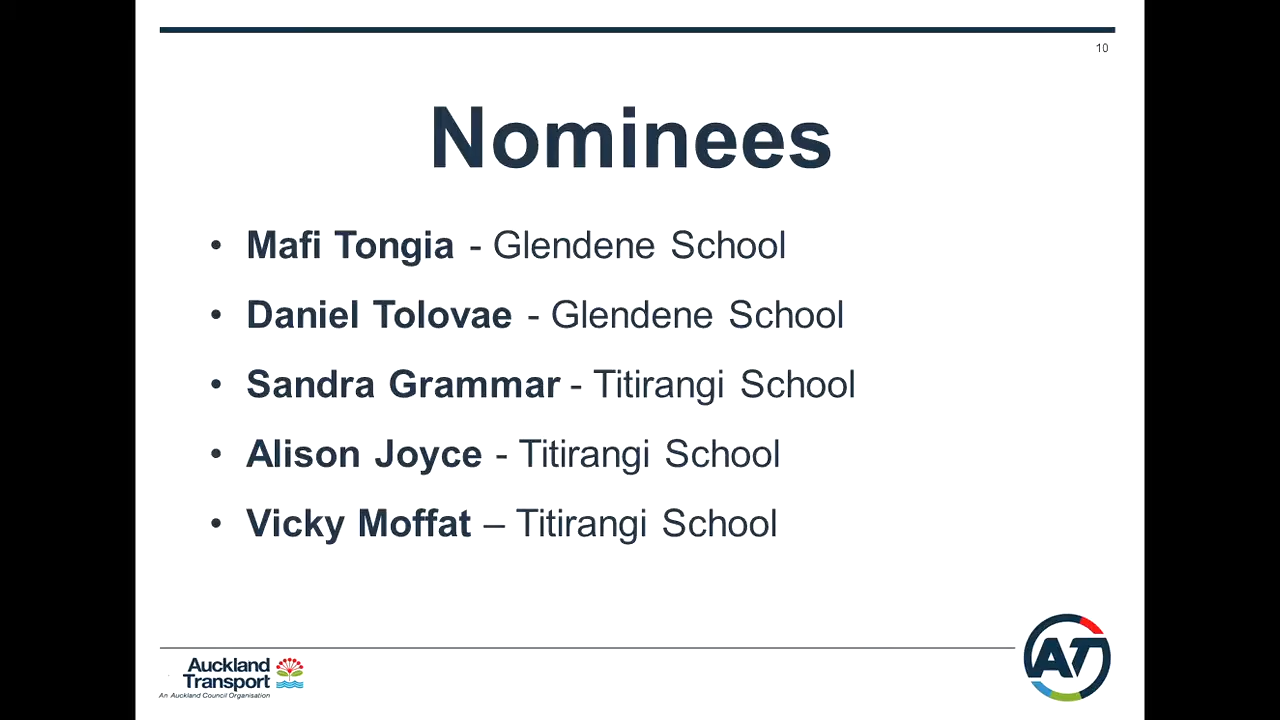 10
Nominees
• Mafi Tongia - Glendene School
• Daniel Tolovae - Glendene School
• Sandra Grammar - Titirangi School
• Alison Joyce - Titirangi School
• Vicky Moffat – Titirangi School
Auckland
Transport
An Auckland Council Organisation
AT